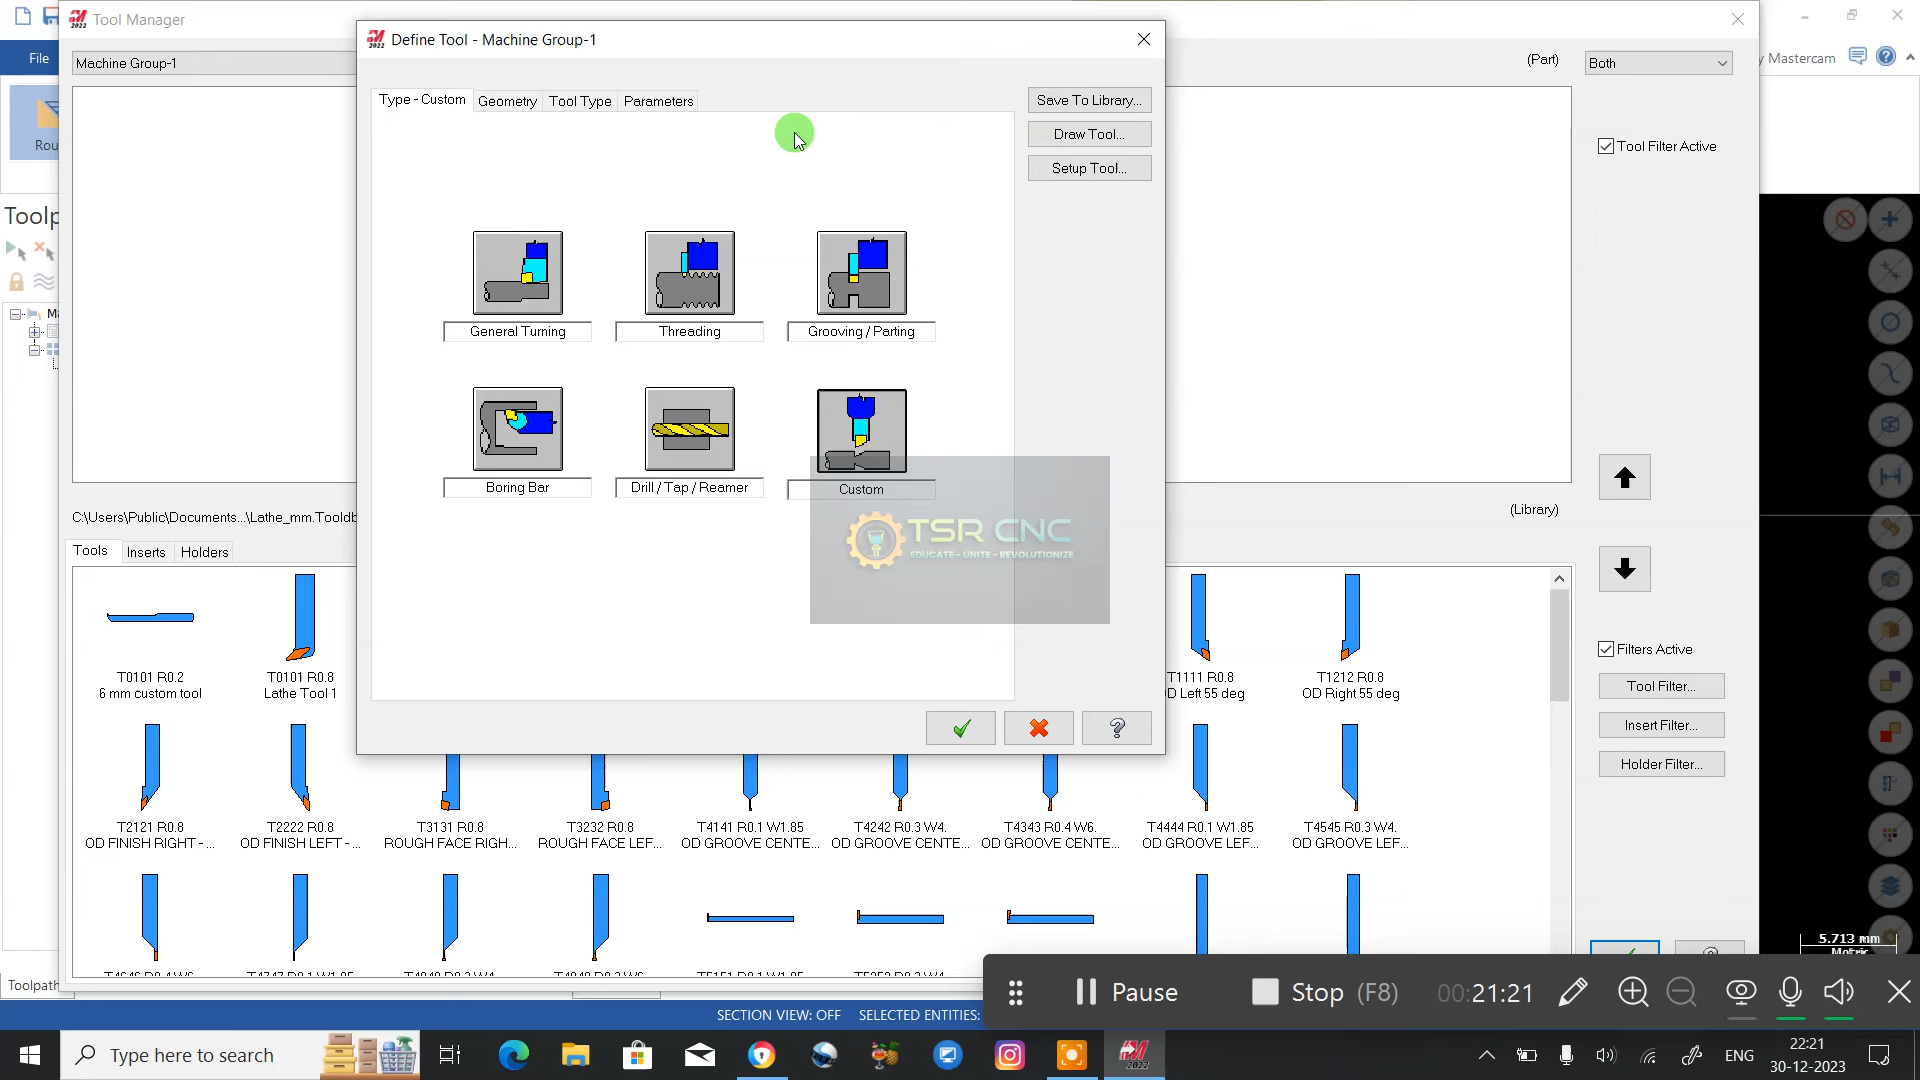 Tool Manager
Define Tool - Machine Group-1
File
Machine Group-1
(Part)
Both
Mastercam
Type - Custom
Geometry
Tool Type
Parameters
Save To Library...
Draw Tool...
Setup Tool...
Tool Filter Active
Rou
Toolp
General Turning
Threading
Grooving / Parting
Ma
Boring Bar
Drill / Tap / Reamer
Custom
C:\Users\Public\Documents...\Lathe_mm.Tooldb
(Library)
TSR CNC
EDUCATE - UNITE - REVOLUTIONIZE
Tools
Inserts
Holders
T0101 R0.2
6 mm custom tool
T0101 R0.8
Lathe Tool 1
T1111 R0.8
D Left 55 deg
T1212 R0.8
OD Right 55 deg
Filters Active
Tool Filter...
Insert Filter...
Holder Filter...
T2121 R0.8
OD FINISH RIGHT - ...
T2222 R0.8
OD FINISH LEFT - ...
T3131 R0.8
ROUGH FACE RIGH...
T3232 R0.8
ROUGH FACE LEF...
T4141 R0.1 W1.85
OD GROOVE CENTE...
T4242 R0.3 W4.
OD GROOVE CENTE...
T4343 R0.4 W6.
OD GROOVE CENTE...
T4444 R0.1 W1.85
OD GROOVE LEF...
T4545 R0.3 W4.
OD GROOVE LEF...
5.713 mm
Metric
Toolpath
Pause
Stop (F8)
00:21:21
SECTION VIEW: OFF
SELECTED ENTITIES:
Type here to search
ENG
22:21
30-12-2023